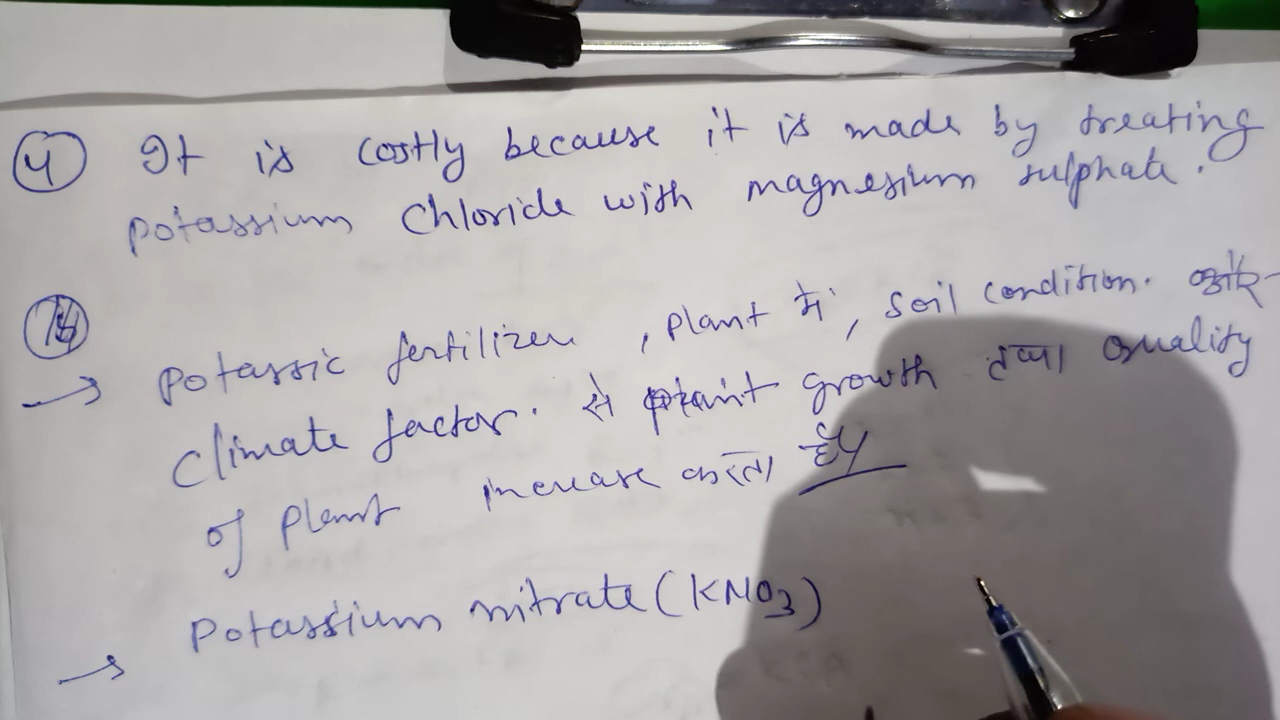 4 It is costly because it is made by treating
potassium chloride with magnesium sulphate.
→ potassic fertilizer, plant में, soil condition. और
climate factor. से plant growth तथा quality
of plant increase करता है
→ potassium nitrate (KNO3)